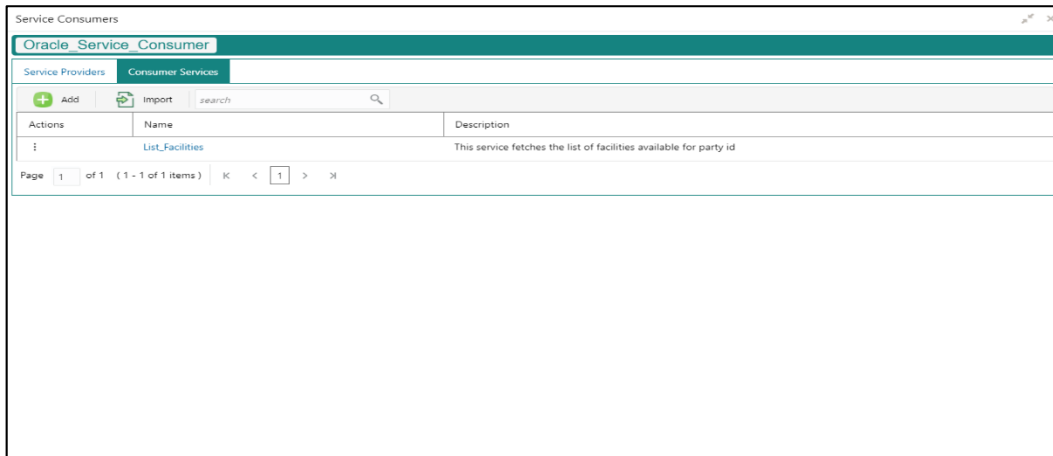 Service Consumers
Oracle_Service_Consumer
Service Providers Consumer Services
Add Import search
Actions Name Description
List_Facilities This service fetches the list of facilities available for party id
Page 1 of 1 (1 - 1 of 1 items) K < 1 > >|